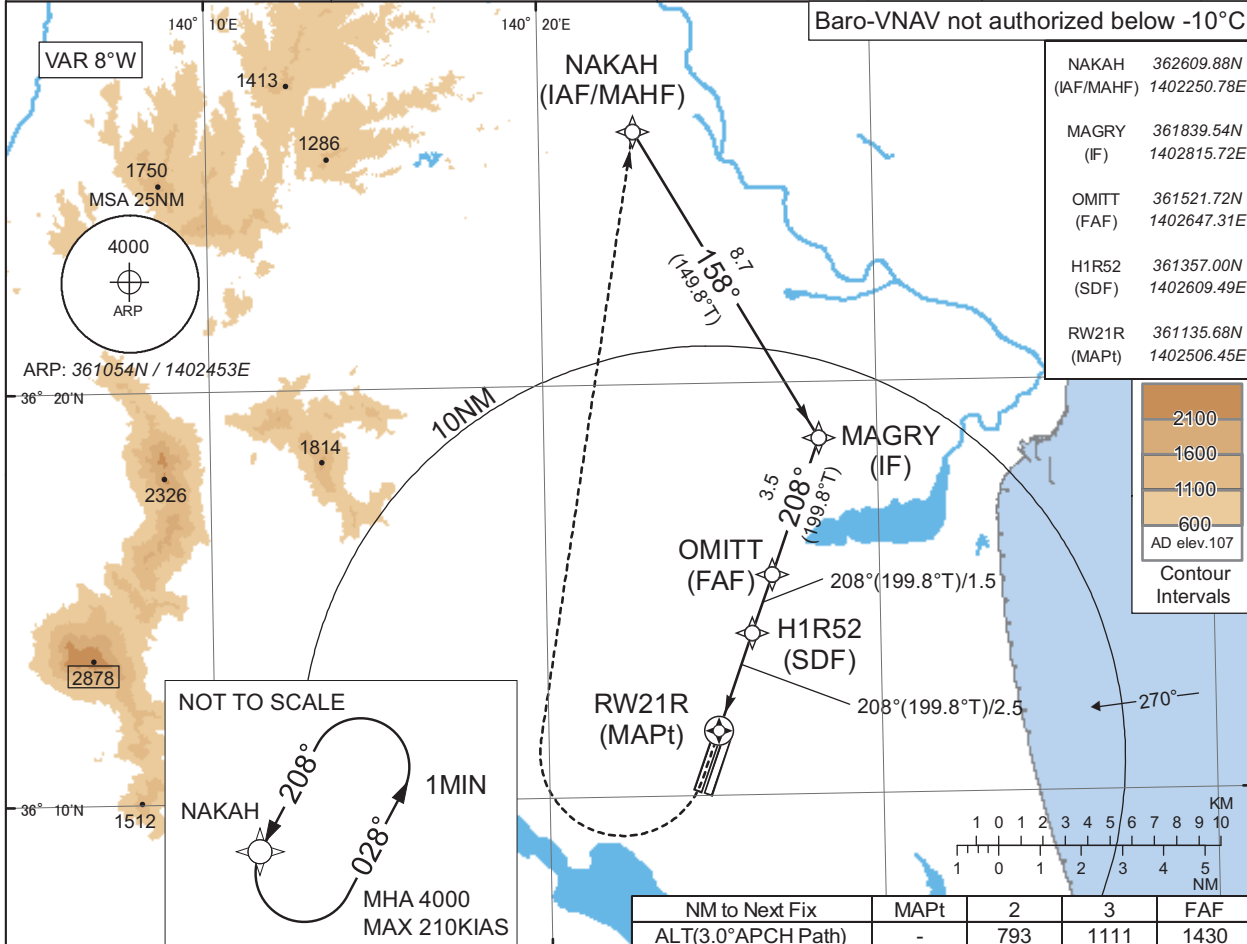 140° 10'E
140° 20'E
Baro-VNAV not authorized below -10°C
VAR 8°W
NAKAH
(IAF/MAHF)
NAKAH 362609.88N
(IAF/MAHF) 1402250.78E
MAGRY 361839.54N
(IF) 1402815.72E
OMITT 361521.72N
(FAF) 1402647.31E
H1R52 361357.00N
(SDF) 1402609.49E
RW21R 361135.68N
(MAPt) 1402506.45E
1413
1286
1750
MSA 25NM
4000
ARP
ARP: 361054N / 1402453E
8.7
158°
(149.8°T)
36° 20'N
10NM
MAGRY
(IF)
1814
2326
3.5
208°
(199.8°T)
2100
1600
1100
600
AD elev.107
Contour
Intervals
OMITT
(FAF)
208°(199.8°T)/1.5
H1R52
(SDF)
208°(199.8°T)/2.5
RW21R
(MAPt)
270°
2878
NOT TO SCALE
208°
1MIN
NAKAH
028°
MHA 4000
MAX 210KIAS
36° 10'N
1512
KM
1 0 1 2 3 4 5 6 7 8 9 10
1 0 1 2 3 4 5
NM
NM to Next Fix MAPt 2 3 FAF
ALT(3.0°APCH Path) - 793 1111 1430